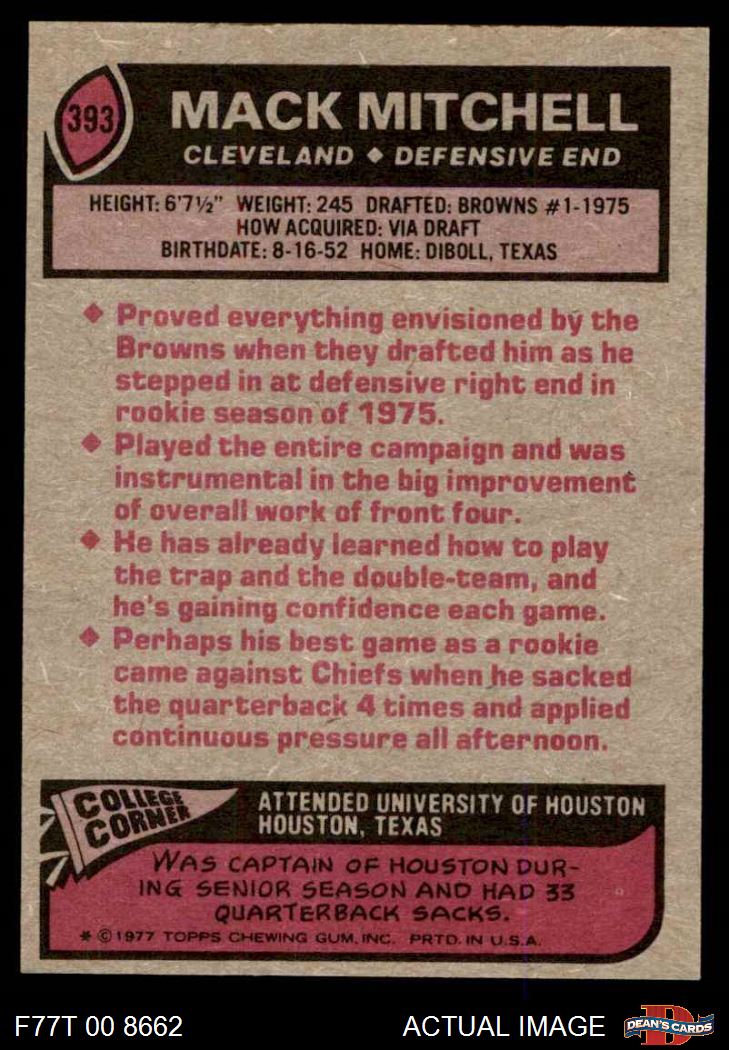 393
MACK MITCHELL
CLEVELAND ◆ DEFENSIVE END
HEIGHT: 6'7½" WEIGHT: 245 DRAFTED: BROWNS #1-1975
HOW ACQUIRED: VIA DRAFT
BIRTHDATE: 8-16-52 HOME: DIBOLL, TEXAS
◆ Proved everything envisioned by the
Browns when they drafted him as he
stepped in at defensive right end in
rookie season of 1975.
◆ Played the entire campaign and was
instrumental in the big improvement
of overall work of front four.
◆ He has already learned how to play
the trap and the double-team, and
he's gaining confidence each game.
◆ Perhaps his best game as a rookie
came against Chiefs when he sacked
the quarterback 4 times and applied
continuous pressure all afternoon.
COLLEGE
CORNER
ATTENDED UNIVERSITY OF HOUSTON
HOUSTON, TEXAS
WAS CAPTAIN OF HOUSTON DUR-
ING SENIOR SEASON AND HAD 33
QUARTERBACK SACKS.
* ©1977 TOPPS CHEWING GUM, INC. PRTD. IN U.S.A.
F77T 00 8662
ACTUAL IMAGE
D
DEAN'S CARDS